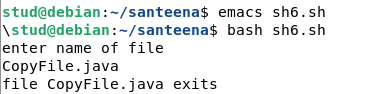 stud@debian:~/santeena$ emacs sh6.sh
\stud@debian:~/santeena$ bash sh6.sh
enter name of file
CopyFile.java
file CopyFile.java exits